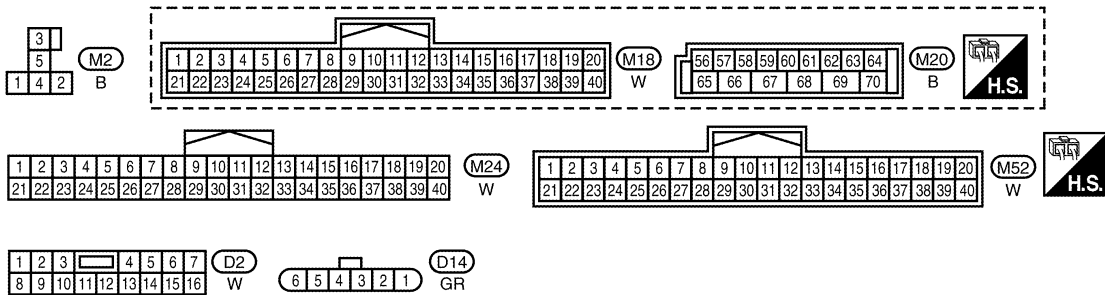 3
5
1 4 2
M2
B
1 2 3 4 5 6 7 8 9 10 11 12 13 14 15 16 17 18 19 20
21 22 23 24 25 26 27 28 29 30 31 32 33 34 35 36 37 38 39 40
M18
W
56 57 58 59 60 61 62 63 64
65 66 67 68 69 70
M20
B
H.S.
1 2 3 4 5 6 7 8 9 10 11 12 13 14 15 16 17 18 19 20
21 22 23 24 25 26 27 28 29 30 31 32 33 34 35 36 37 38 39 40
M24
W
1 2 3 4 5 6 7 8 9 10 11 12 13 14 15 16 17 18 19 20
21 22 23 24 25 26 27 28 29 30 31 32 33 34 35 36 37 38 39 40
M52
W
H.S.
1 2 3 4 5 6 7
8 9 10 11 12 13 14 15 16
D2
W
6 5 4 3 2 1
D14
GR